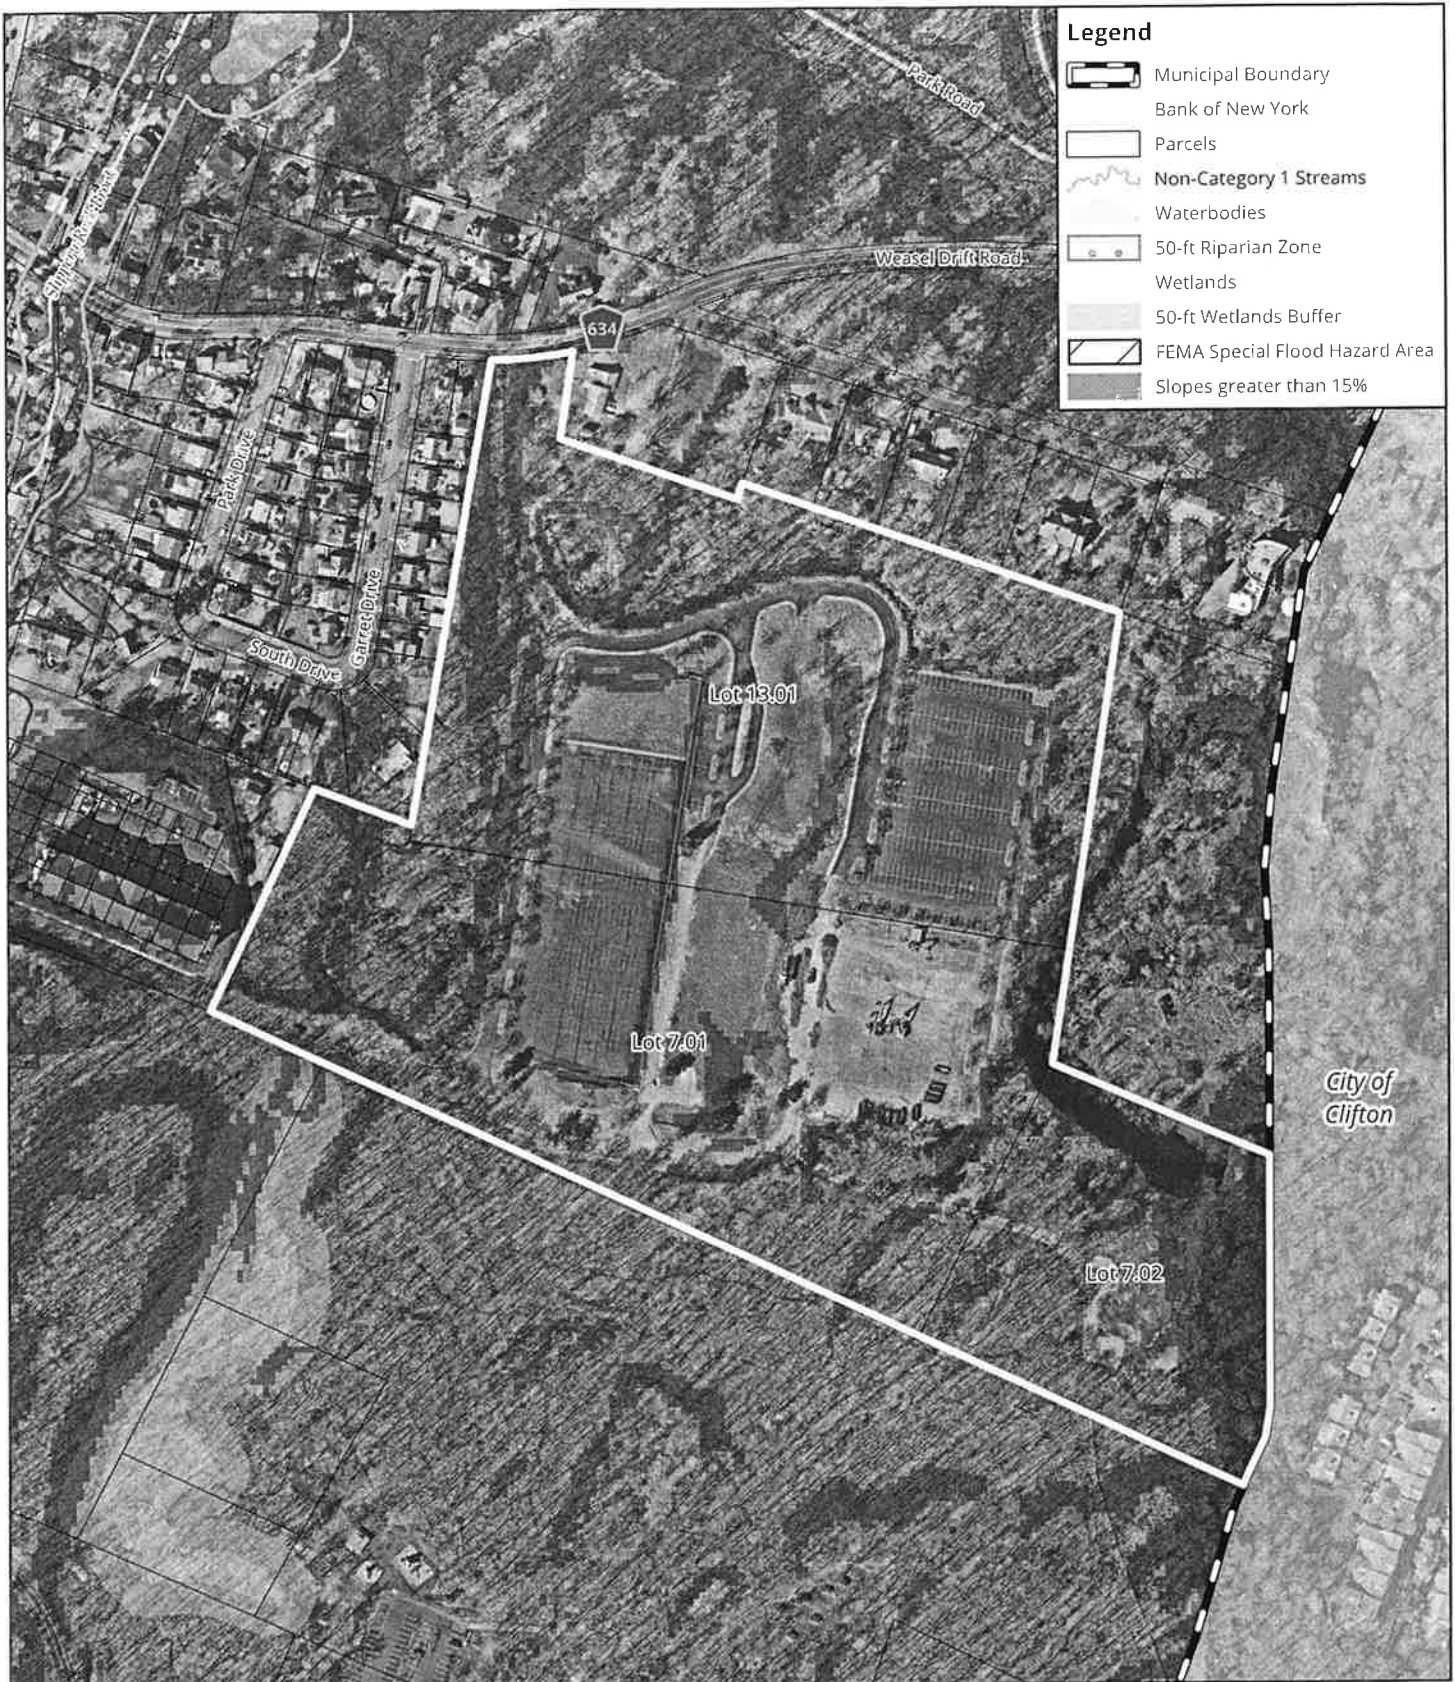 Legend
Municipal Boundary
Bank of New York
Parcels
Non-Category 1 Streams
Waterbodies
50-ft Riparian Zone
Wetlands
50-ft Wetlands Buffer
FEMA Special Flood Hazard Area
Slopes greater than 15%
Park Road
Weasel Drift Road
634
Park Drive
Garret Drive
South Drive
Lot 13.01
Lot 7.01
City of
Clifton
Lot 7.02